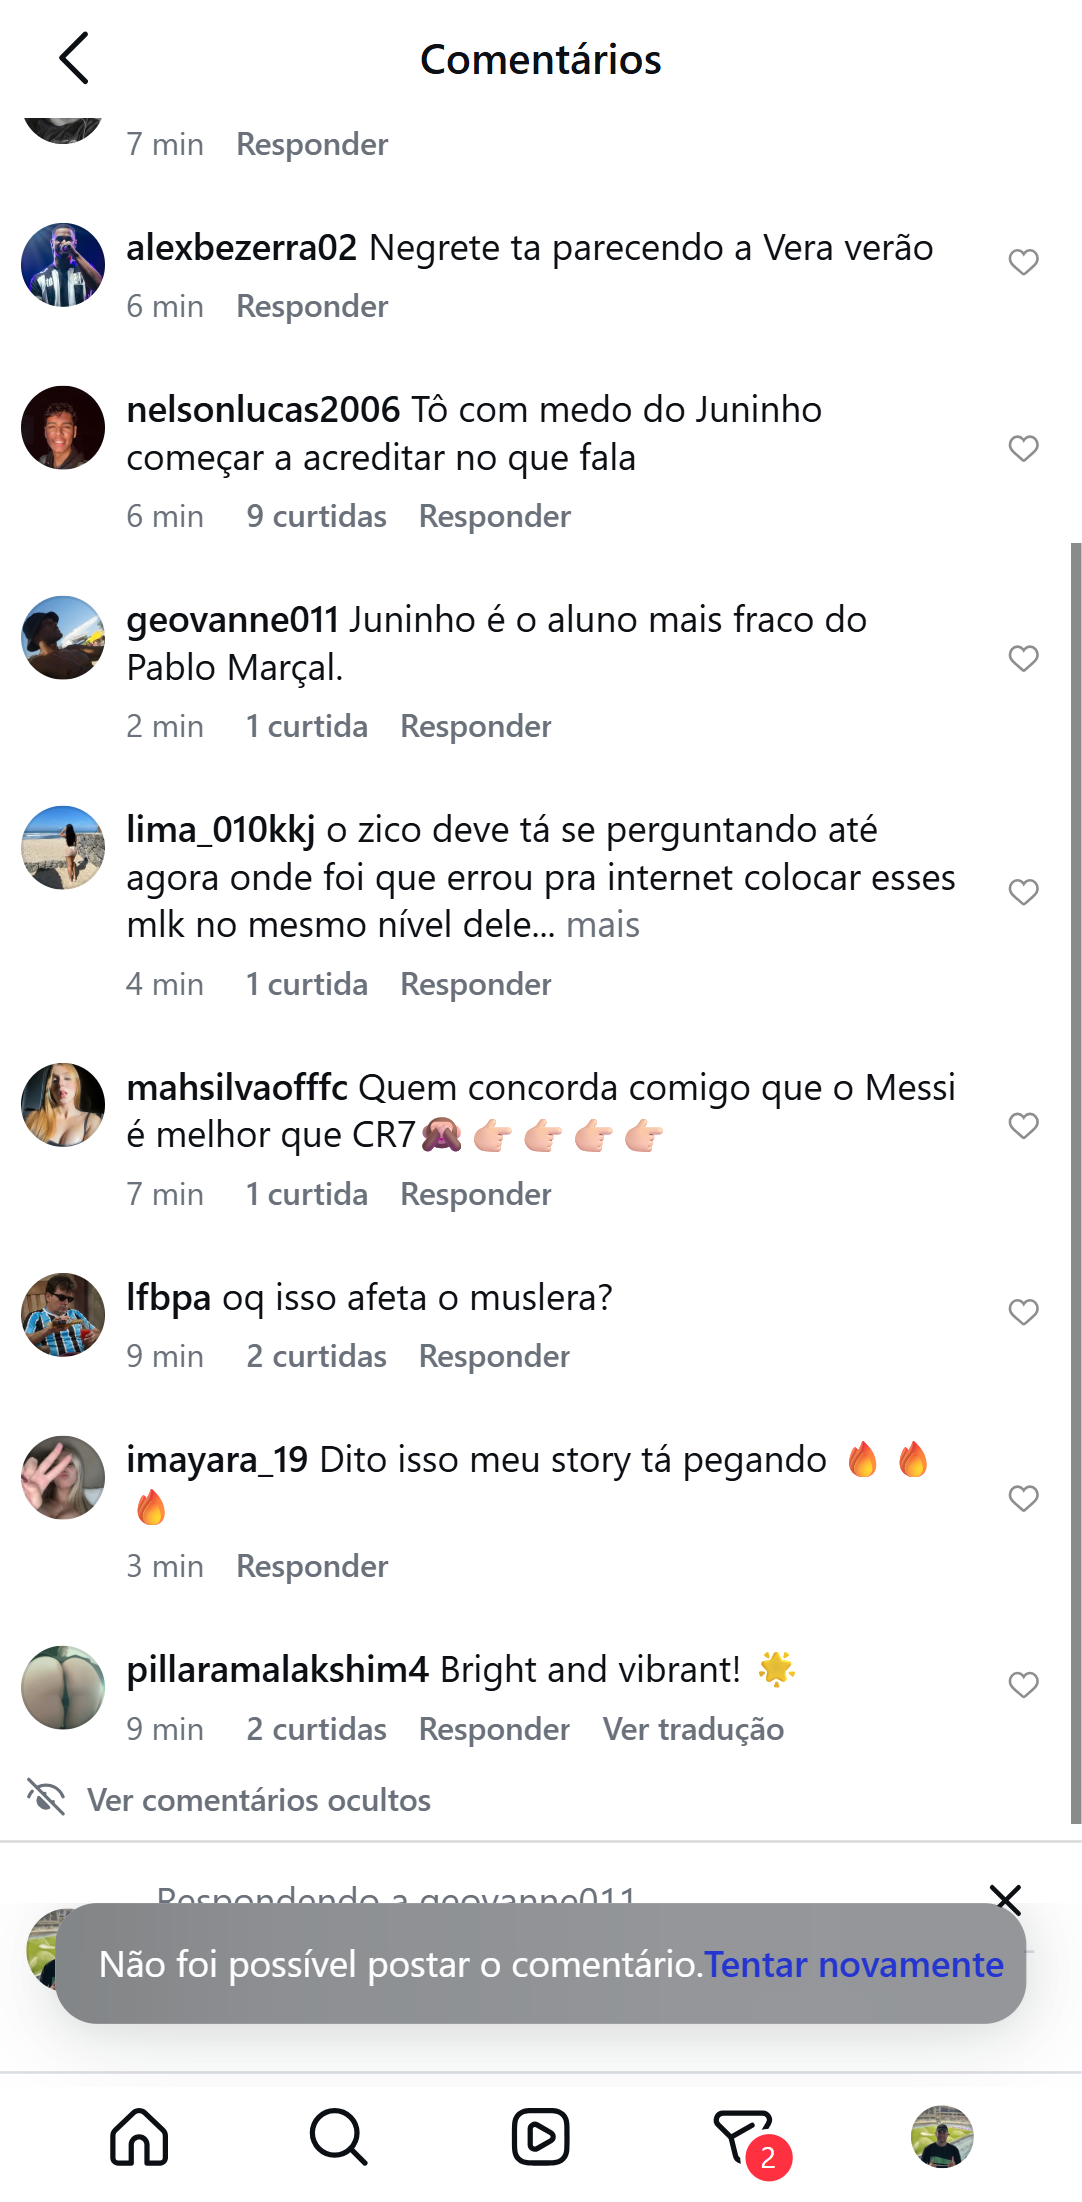 Comentários
7 min Responder
alexbezerra02 Negrete ta parecendo a Vera verão
6 min Responder
nelsonlucas2006 Tô com medo do Juninho
começar a acreditar no que fala
6 min 9 curtidas Responder
geovanne011 Juninho é o aluno mais fraco do
Pablo Marçal.
2 min 1 curtida Responder
lima_010kkj o zico deve tá se perguntando até
agora onde foi que errou pra internet colocar esses
mlk no mesmo nível dele... mais
4 min 1 curtida Responder
mahsilvaofffc Quem concorda comigo que o Messi
é melhor que CR7🙈👉🏻👉🏻👉🏻👉🏻
7 min 1 curtida Responder
lfbpa oq isso afeta o muslera?
9 min 2 curtidas Responder
imayara_19 Dito isso meu story tá pegando 🔥🔥
🔥
3 min Responder
pillaramalakshim4 Bright and vibrant! 🌟
9 min 2 curtidas Responder Ver tradução
Ver comentários ocultos
Respondendo a geovanne011
Não foi possível postar o comentário.Tentar novamente
2